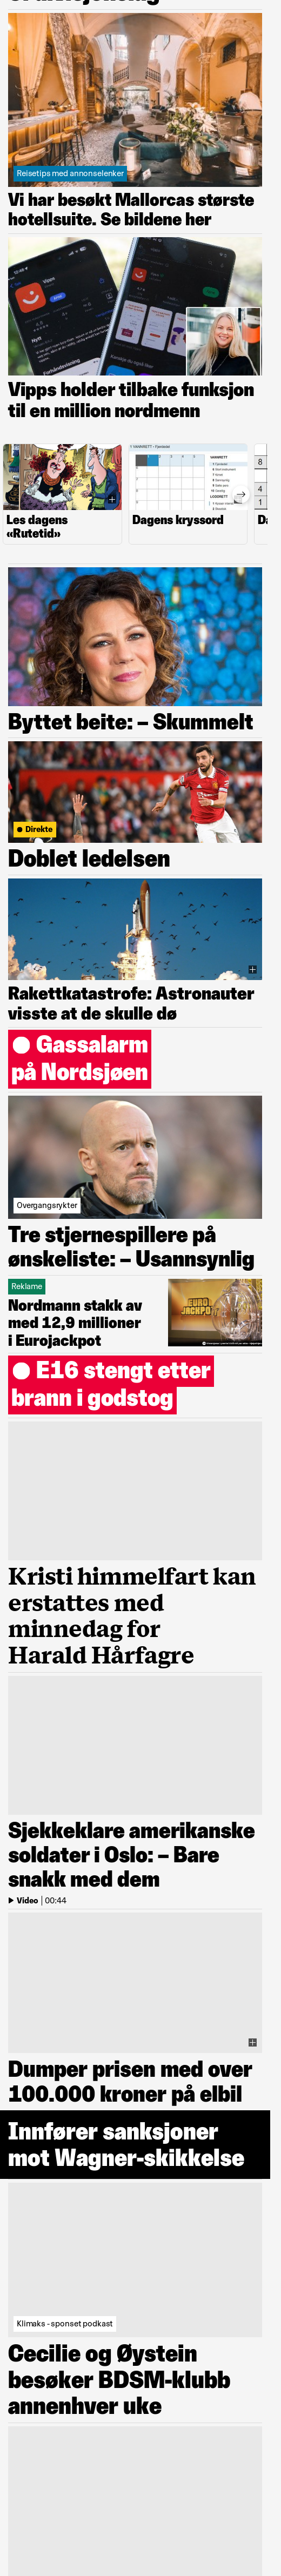 Reisetips med annonselenker
Vi har besøkt Mallorcas største
hotellsuite. Se bildene her
Vipps holder tilbake funksjon
til en million nordmenn
Les dagens
«Rutetid»
Dagens kryssord
Byttet beite: – Skummelt
Direkte
Doblet ledelsen
Rakettkatastrofe: Astronauter
visste at de skulle dø
Gassalarm
på Nordsjøen
Overgangsrykter
Tre stjernespillere på
ønskeliste: – Usannsynlig
Reklame
Nordmann stakk av
med 12,9 millioner
i Eurojackpot
EURO
JACKPOT
E16 stengt etter
brann i godstog
Kristi himmelfart kan
erstattes med
minnedag for
Harald Hårfagre
Sjekkeklare amerikanske
soldater i Oslo: – Bare
snakk med dem
Video | 00:44
Dumper prisen med over
100.000 kroner på elbil
Innfører sanksjoner
mot Wagner-skikkelse
Klimaks - sponset podkast
Cecilie og Øystein
besøker BDSM-klubb
annenhver uke